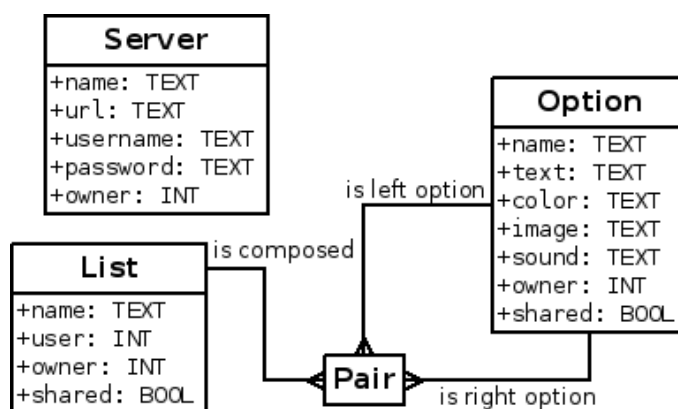 Server
+name: TEXT
+url: TEXT
+username: TEXT
+password: TEXT
+owner: INT
Option
+name: TEXT
+text: TEXT
+color: TEXT
+image: TEXT
+sound: TEXT
+owner: INT
+shared: BOOL
is left option
is composed
List
+name: TEXT
+user: INT
+owner: INT
+shared: BOOL
Pair
is right option